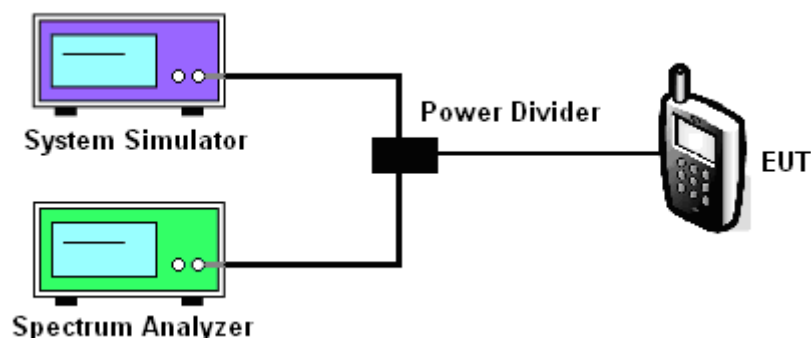 System Simulator
Power Divider
EUT
Spectrum Analyzer